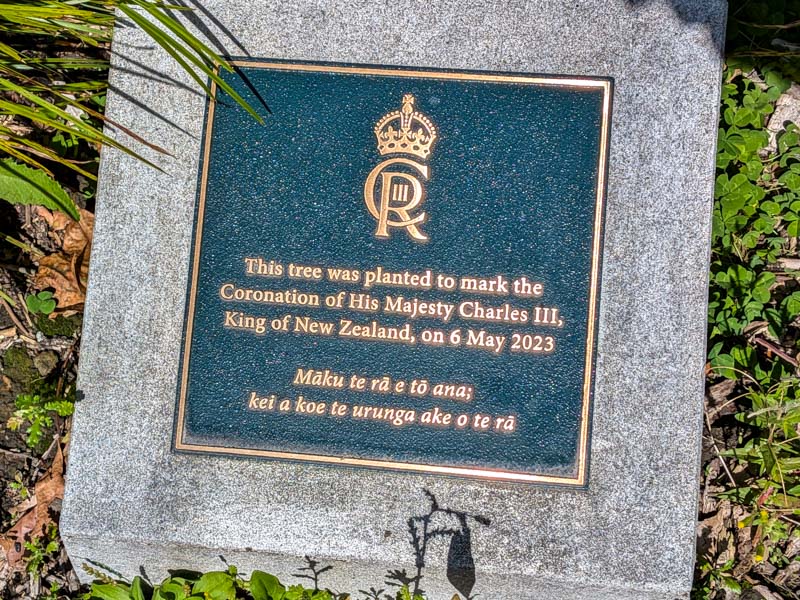 CR III
This tree was planted to mark the
Coronation of His Majesty Charles III,
King of New Zealand, on 6 May 2023
Māku te rā e tō ana;
kei a koe te urunga ake o te rā